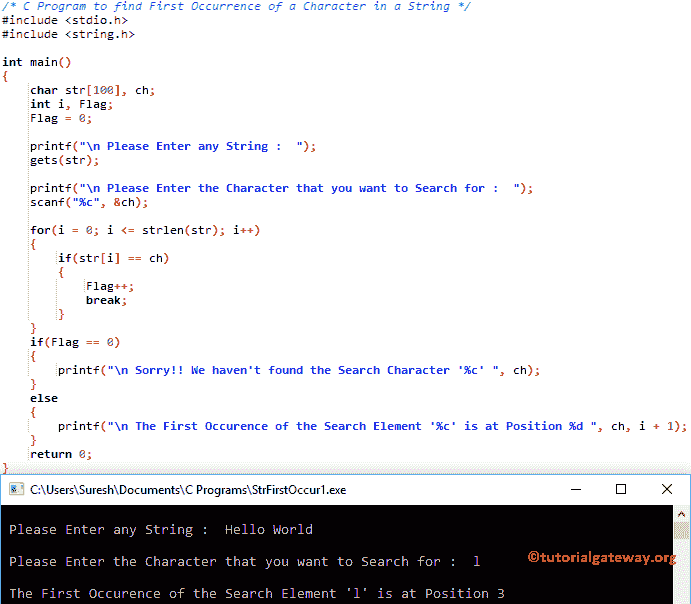 /* C Program to find First Occurrence of a Character in a String */
#include <stdio.h>
#include <string.h>
int main()
{
char str[100], ch;
int i, Flag;
Flag = 0;
printf("\n Please Enter any String :  ");
gets(str);
printf("\n Please Enter the Character that you want to Search for :  ");
scanf("%c", &ch);
for(i = 0; i <= strlen(str); i++)
{
if(str[i] == ch)
{
Flag++;
break;
}
}
if(Flag == 0)
{
printf("\n Sorry!! We haven't found the Search Character '%c' ", ch);
}
else
{
printf("\n The First Occurence of the Search Element '%c' is at Position %d ", ch, i + 1);
}
return 0;
}
C:\Users\Suresh\Documents\C Programs\StrFirstOccur1.exe
Please Enter any String :  Hello World
Please Enter the Character that you want to Search for :  l
©tutorialgateway.org
The First Occurence of the Search Element 'l' is at Position 3